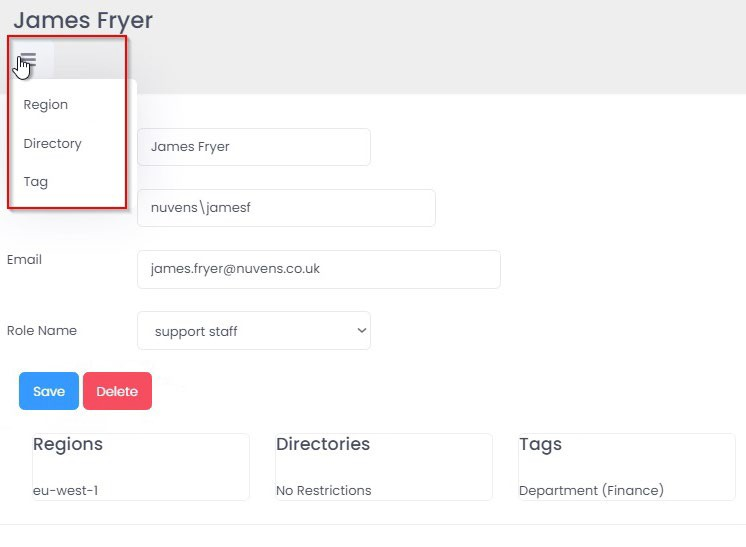 James Fryer
Region
Directory
Tag
James Fryer
nuvens\jamesf
Email
james.fryer@nuvens.co.uk
Role Name
support staff
Save
Delete
Regions
eu-west-1
Directories
No Restrictions
Tags
Department (Finance)